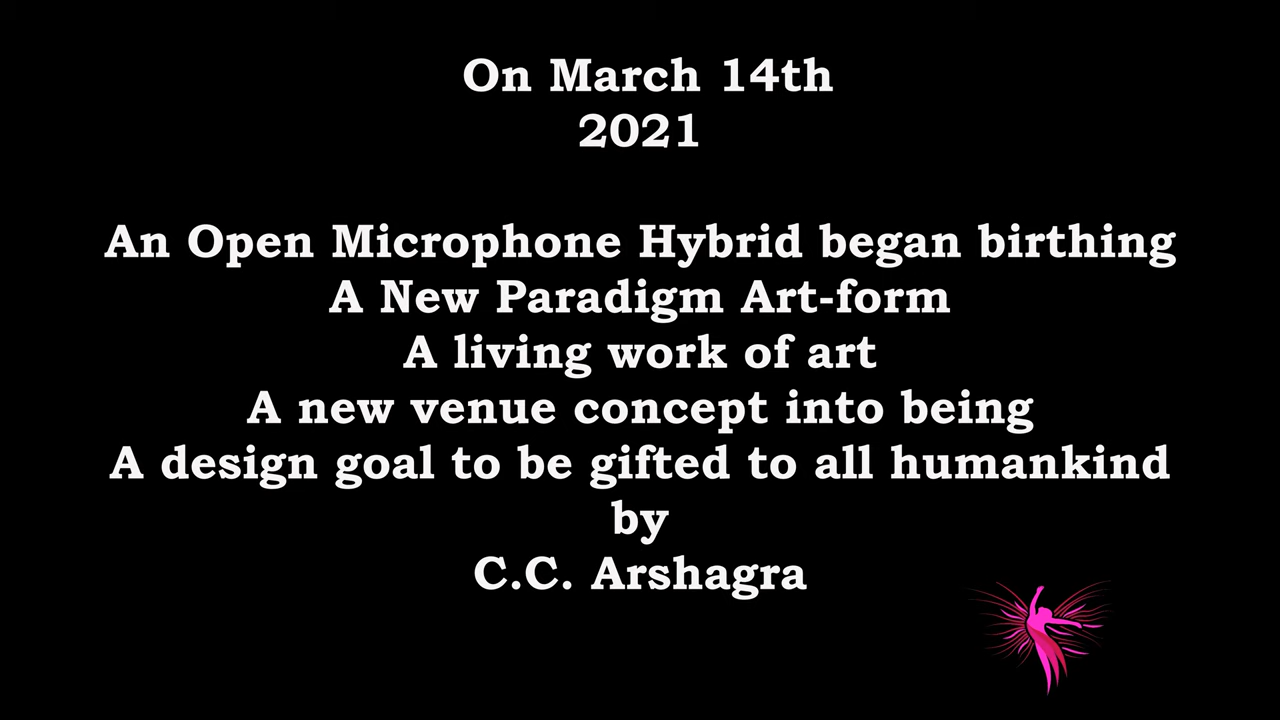 On March 14th
2021
An Open Microphone Hybrid began birthing
A New Paradigm Art-form
A living work of art
A new venue concept into being
A design goal to be gifted to all humankind
by
C.C. Arshagra